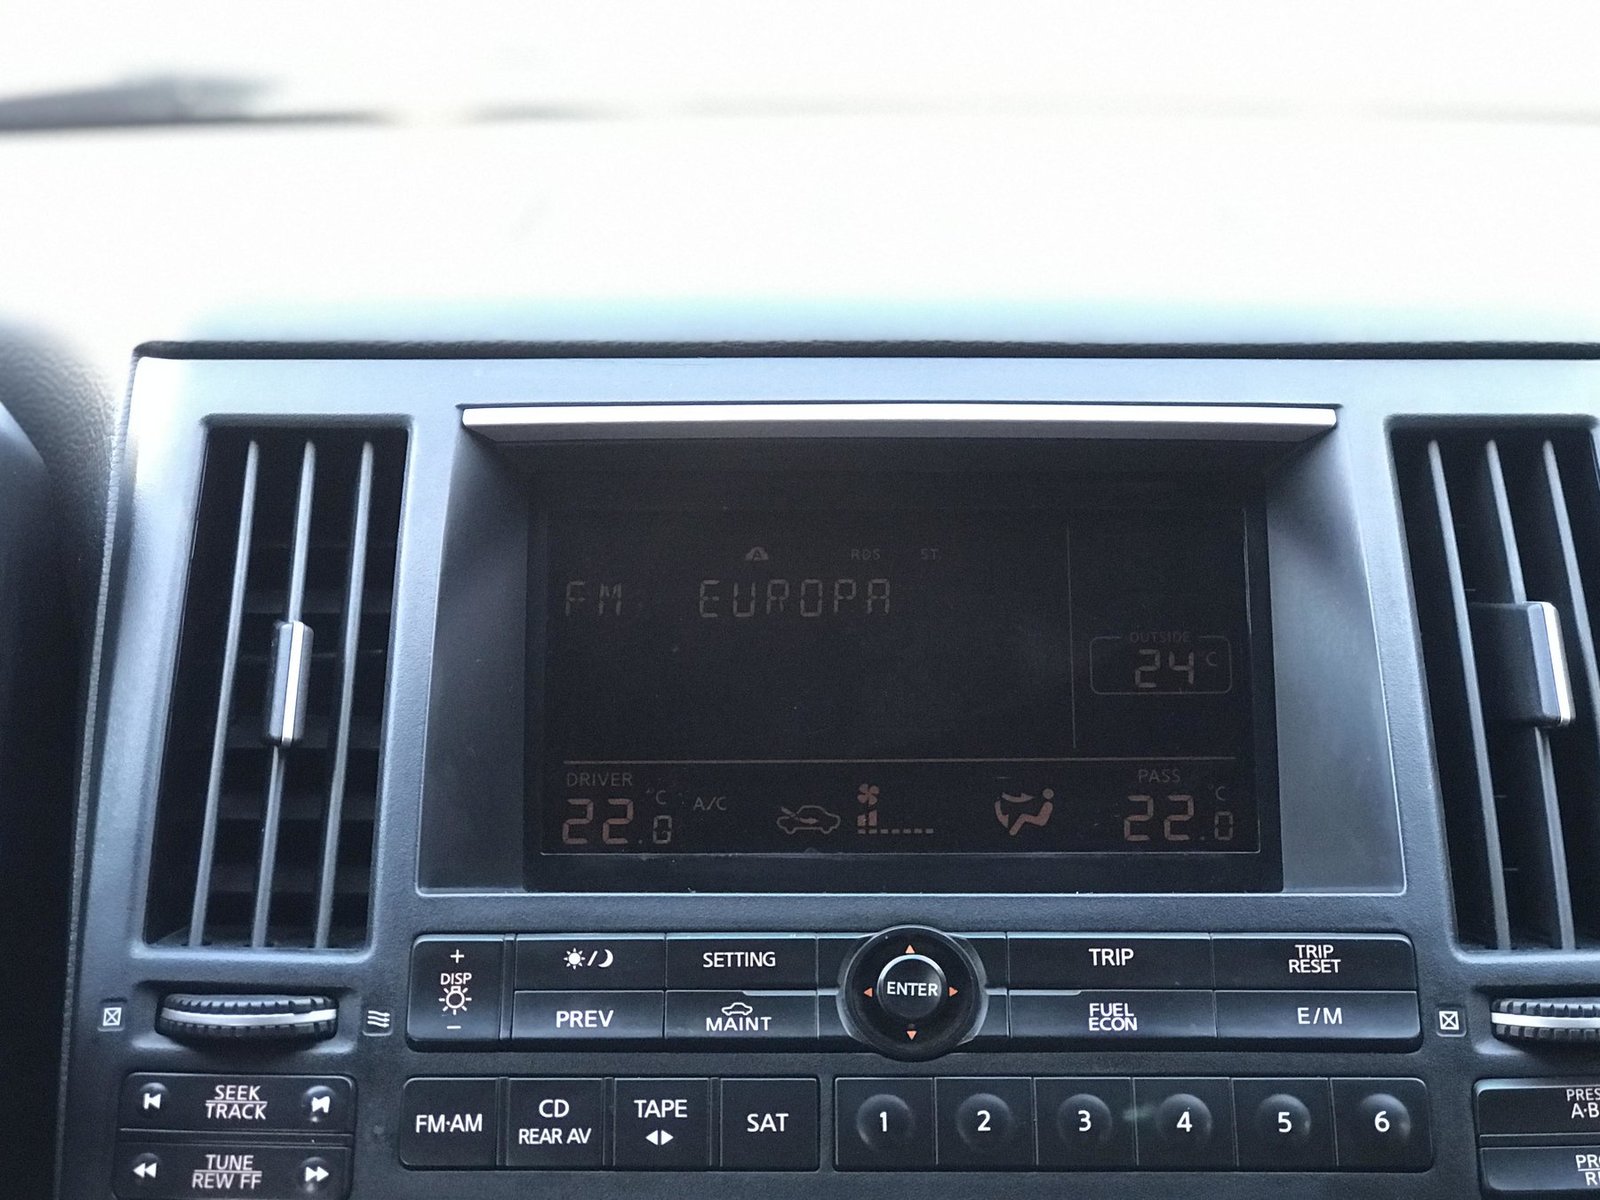 A RDS ST
FM EUROPA
OUTSIDE
24°C
DRIVER
22.0 °C A/C
PASS
22.0 °C
+
DISP
−
SETTING
PREV
MAINT
ENTER
TRIP
TRIP
RESET
FUEL
ECON
E/M
SEEK
TRACK
TUNE
REW FF
FM·AM
CD
REAR AV
TAPE
SAT
1 2 3 4 5 6
A·B